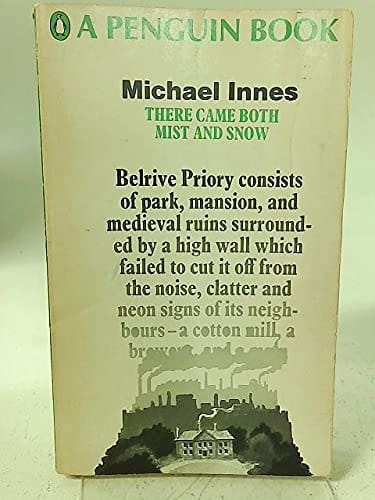 A PENGUIN BOOK
Michael Innes
THERE CAME BOTH
MIST AND SNOW
Belrive Priory consists
of park, mansion, and
medieval ruins surround-
ed by a high wall which
failed to cut it off from
the noise, clatter and
neon signs of its neigh-
bours – a cotton mill, a